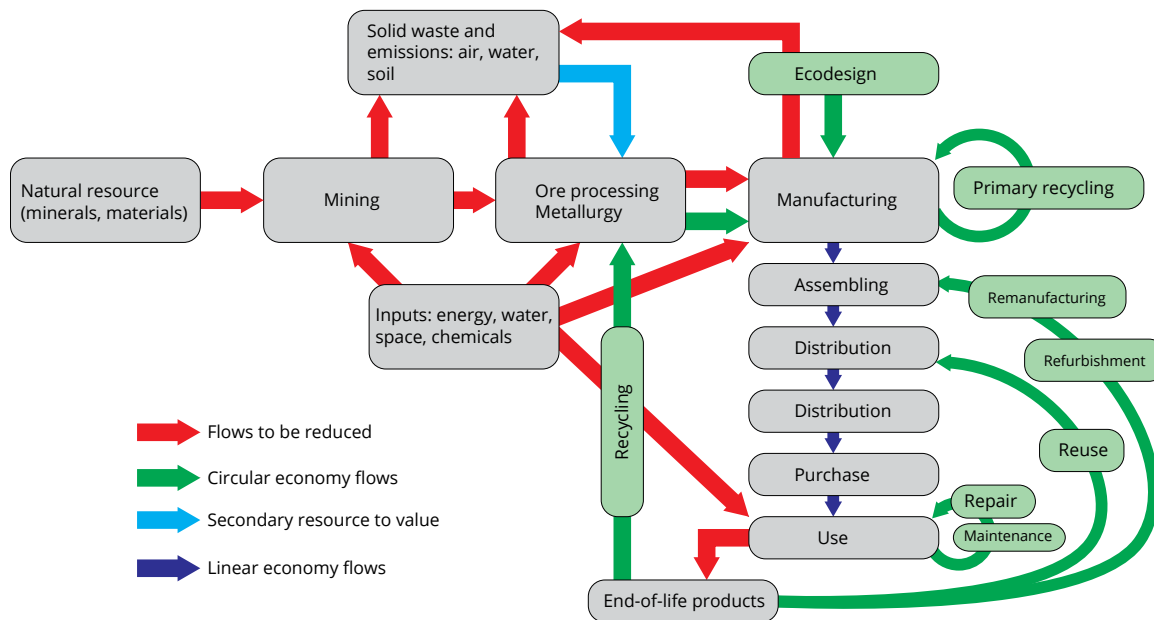 Solid waste and
emissions: air, water,
soil
Ecodesign
Natural resource
(minerals, materials)
Mining
Ore processing
Metallurgy
Manufacturing
Primary recycling
Inputs: energy, water,
space, chemicals
Assembling
Remanufacturing
Distribution
Refurbishment
Recycling
Distribution
Flows to be reduced
Reuse
Circular economy flows
Purchase
Repair
Secondary resource to value
Use
Maintenance
Linear economy flows
End-of-life products